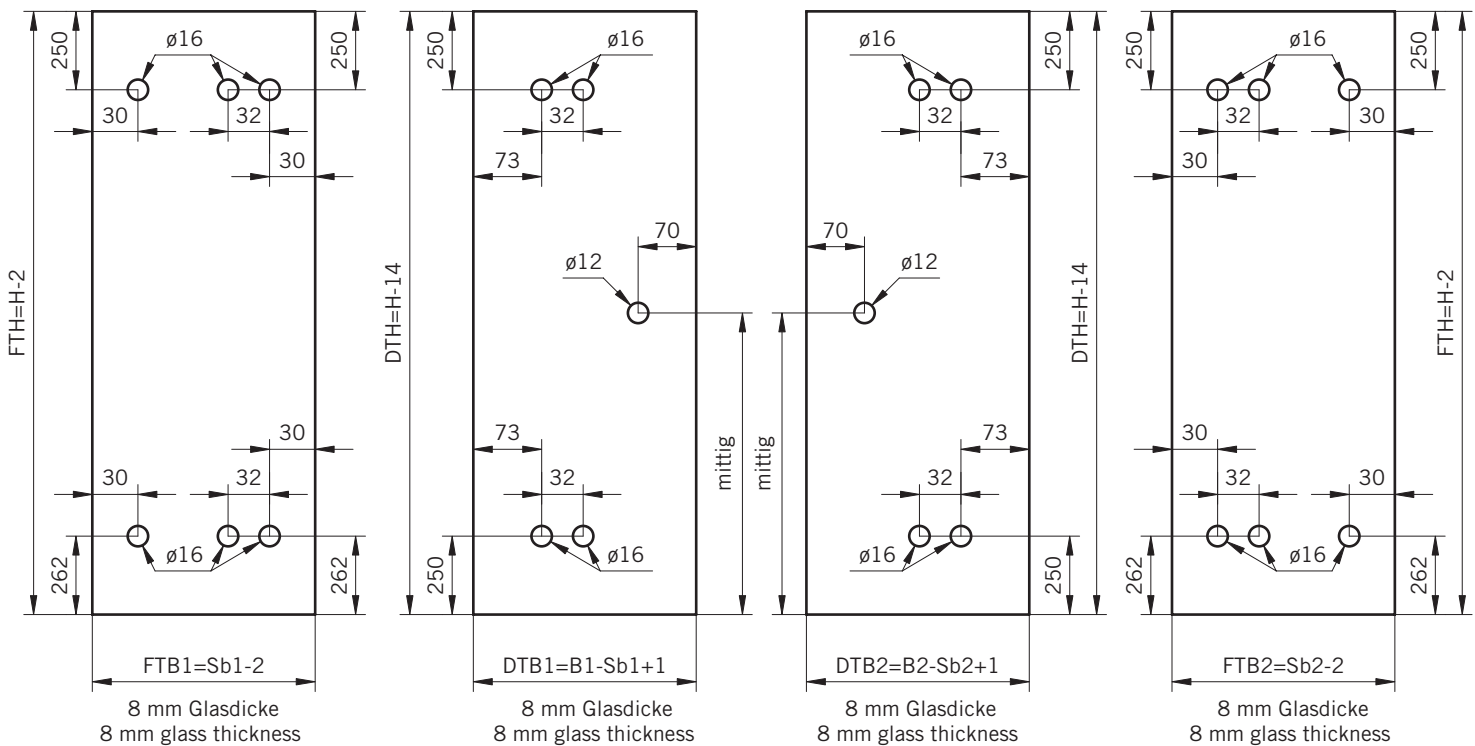 250
ø16
250
30
32
30
FTH=H-2
30
30
32
ø16
262
262
FTB1=Sb1-2
8 mm Glasdicke
8 mm glass thickness
250
ø16
32
73
70
ø12
DTH=H-14
73
32
mittig
ø16
250
DTB1=B1-Sb1+1
8 mm Glasdicke
8 mm glass thickness
ø16
250
32
73
70
ø12
DTH=H-14
mittig
73
32
ø16
250
DTB2=B2-Sb2+1
8 mm Glasdicke
8 mm glass thickness
250
ø16
250
32
30
30
FTH=H-2
30
32
30
ø16
262
262
FTB2=Sb2-2
8 mm Glasdicke
8 mm glass thickness